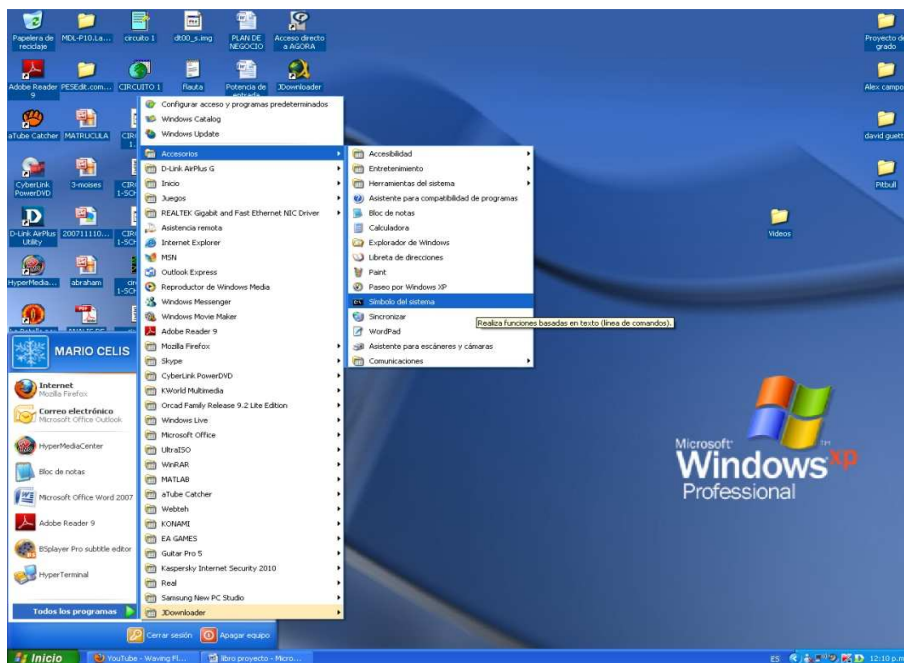 Papelera de reciclaje
MDL-P10.La...
circuito 1
dt00_s.img
PLAN DE NEGOCIO
Acceso directo a AGORA
Proyecto de grado
Adobe Reader 9
PESEdit.com...
CIRCUITO 1
flauta
Potencia de entrada
JDownloader
Alex campo
aTube Catcher
MATRUCULA
david guett
CyberLink PowerDVD
3-moises
Pitbull
D-Link AirPlus Utility
200711110...
Videos
HyperMedia...
abraham
Configurar acceso y programas predeterminados
Windows Catalog
Windows Update
Accesorios
D-Link AirPlus G
Inicio
Juegos
REALTEK Gigabit and Fast Ethernet NIC Driver
Asistencia remota
Internet Explorer
MSN
Outlook Express
Reproductor de Windows Media
Windows Messenger
Windows Movie Maker
Adobe Reader 9
Mozilla Firefox
Skype
CyberLink PowerDVD
KWorld Multimedia
Orcad Family Release 9.2 Lite Edition
Windows Live
Microsoft Office
UltraISO
WinRAR
MATLAB
aTube Catcher
Webteh
KONAMI
EA GAMES
Guitar Pro 5
Kaspersky Internet Security 2010
Real
Samsung New PC Studio
JDownloader
Accesibilidad
Entretenimiento
Herramientas del sistema
Asistente para compatibilidad de programas
Bloc de notas
Calculadora
Explorador de Windows
Libreta de direcciones
Paint
Paseo por Windows XP
Símbolo del sistema
Sincronizar
WordPad
Asistente para escáneres y cámaras
Comunicaciones
Realiza funciones basadas en texto (línea de comandos).
MARIO CELIS
Internet
Mozilla Firefox
Correo electrónico
Microsoft Office Outlook
HyperMediaCenter
Bloc de notas
Microsoft Office Word 2007
Adobe Reader 9
BSplayer Pro subtitle editor
HyperTerminal
Todos los programas
Cerrar sesión
Apagar equipo
Microsoft
Windows xp
Professional
TM
Inicio
YouTube - Waving Fl...
libro proyecto - Micro...
ES
12:10 p.m.